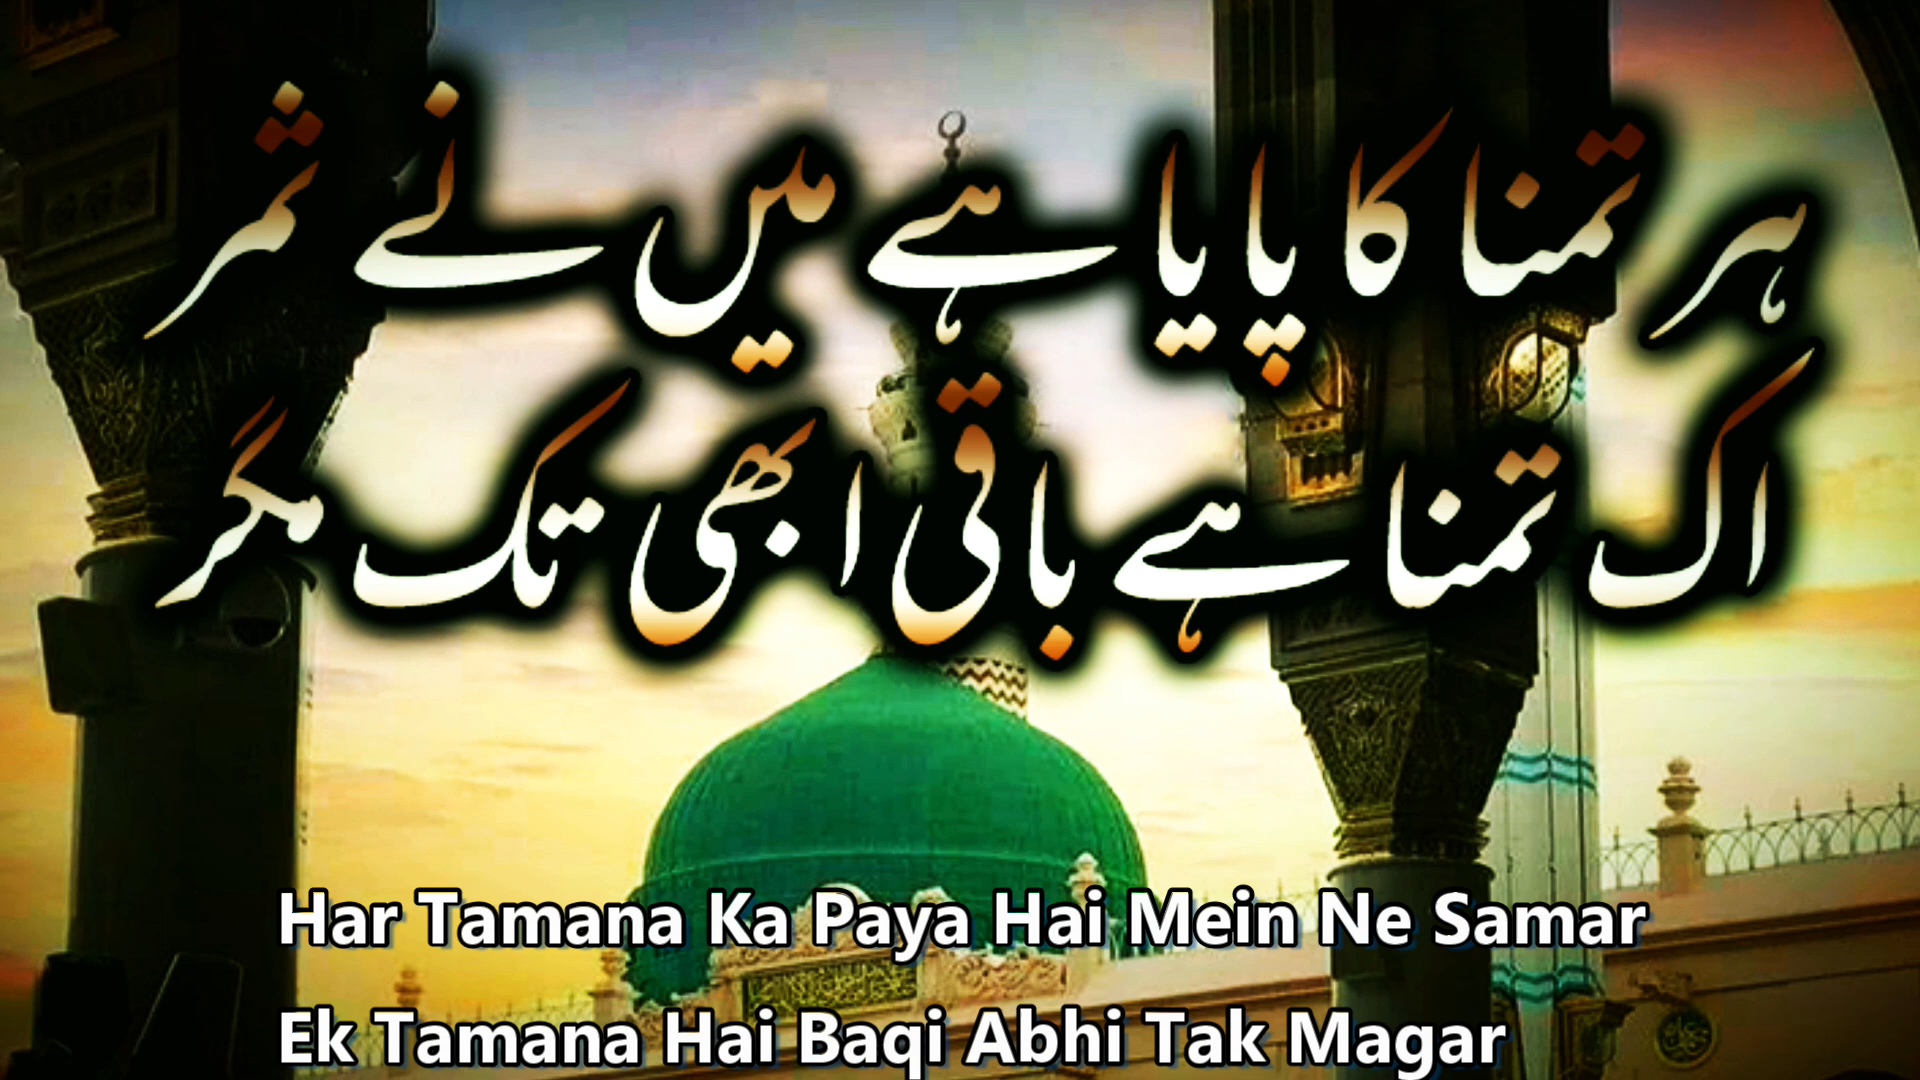 ہر تمنا کا پایا ہے میں نے ثمر
اک تمنا ہے باقی ابھی تک مگر
Har Tamana Ka Paya Hai Mein Ne Samar
Ek Tamana Hai Baqi Abhi Tak Magar